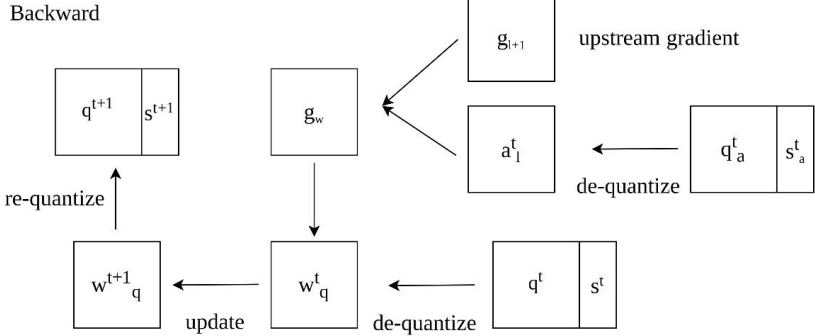 Backward
g_{l+1} upstream gradient
q^{t+1} s^{t+1} g_w
a^t_l q^t_a s^t_a
de-quantize
re-quantize
w^{t+1}_q w^t_q q^t s^t
update de-quantize